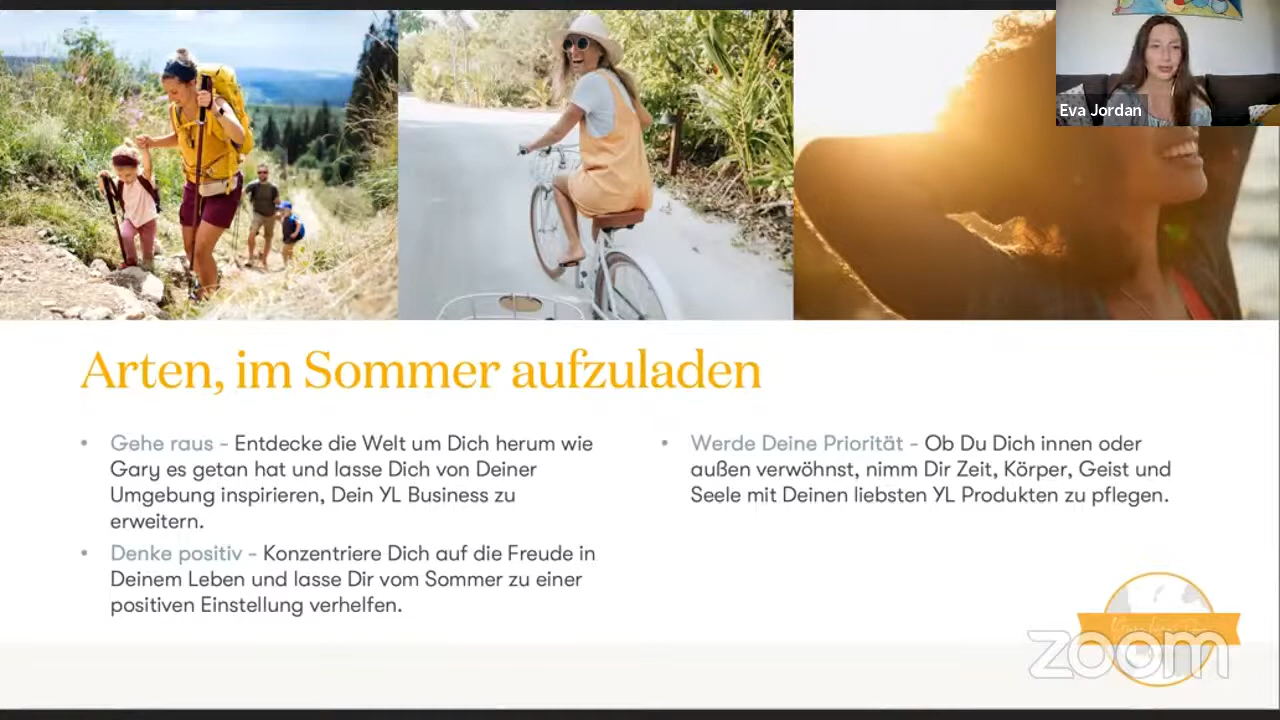 Eva Jordan
Arten, im Sommer aufzuladen
• Gehe raus - Entdecke die Welt um Dich herum wie
Gary es getan hat und lasse Dich von Deiner
Umgebung inspirieren, Dein YL Business zu
erweitern.
• Denke positiv - Konzentriere Dich auf die Freude in
Deinem Leben und lasse Dir vom Sommer zu einer
positiven Einstellung verhelfen.
• Werde Deine Priorität - Ob Du Dich innen oder
außen verwöhnst, nimm Dir Zeit, Körper, Geist und
Seele mit Deinen liebsten YL Produkten zu pflegen.
zoom